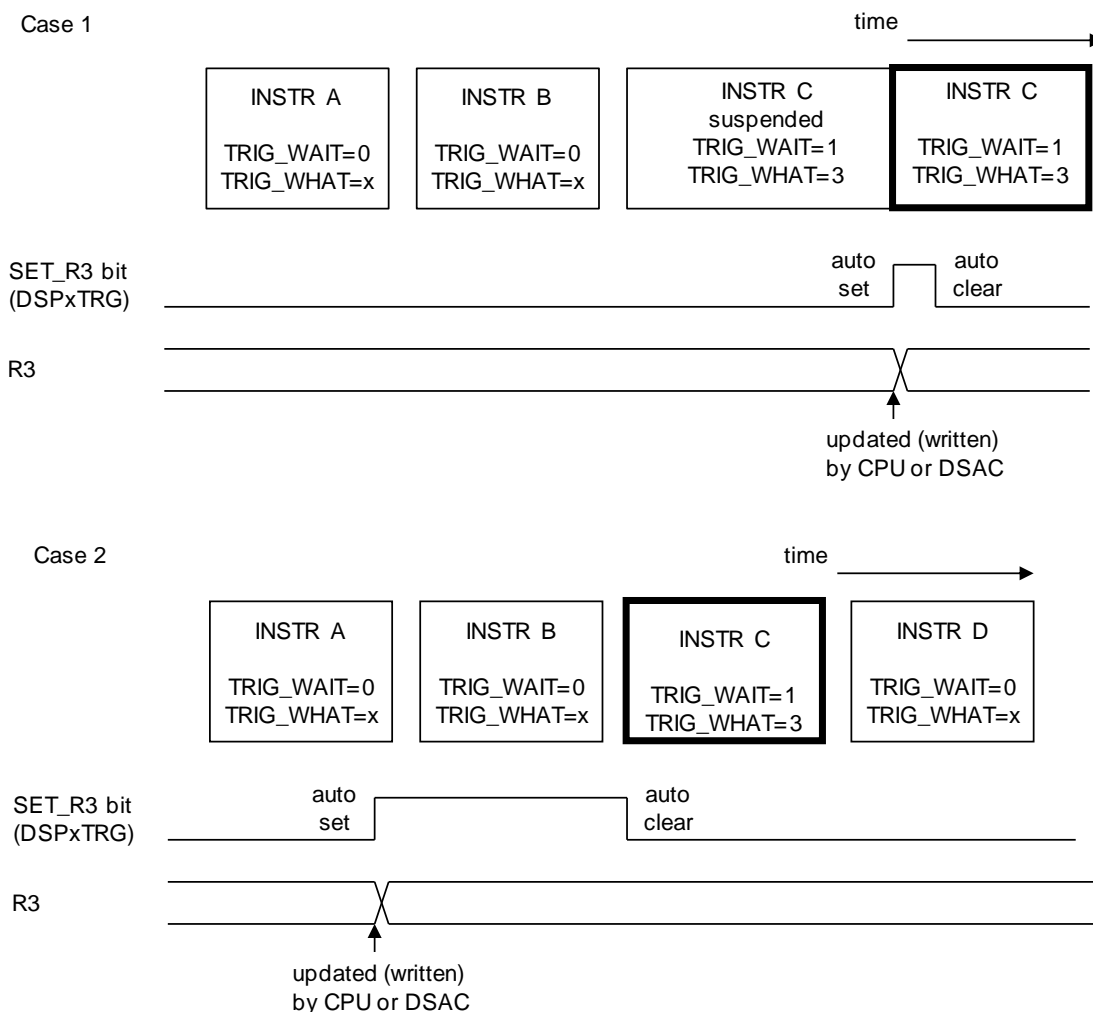 Case 1
time
INSTR A
TRIG_WAIT=0
TRIG_WHAT=x
INSTR B
TRIG_WAIT=0
TRIG_WHAT=x
INSTR C
suspended
TRIG_WAIT=1
TRIG_WHAT=3
INSTR C
TRIG_WAIT=1
TRIG_WHAT=3
SET_R3 bit
(DSPxTRG)
auto
set
auto
clear
R3
updated (written)
by CPU or DSAC
Case 2
time
INSTR A
TRIG_WAIT=0
TRIG_WHAT=x
INSTR B
TRIG_WAIT=0
TRIG_WHAT=x
INSTR C
TRIG_WAIT=1
TRIG_WHAT=3
INSTR D
TRIG_WAIT=0
TRIG_WHAT=x
SET_R3 bit
(DSPxTRG)
auto
set
auto
clear
R3
updated (written)
by CPU or DSAC